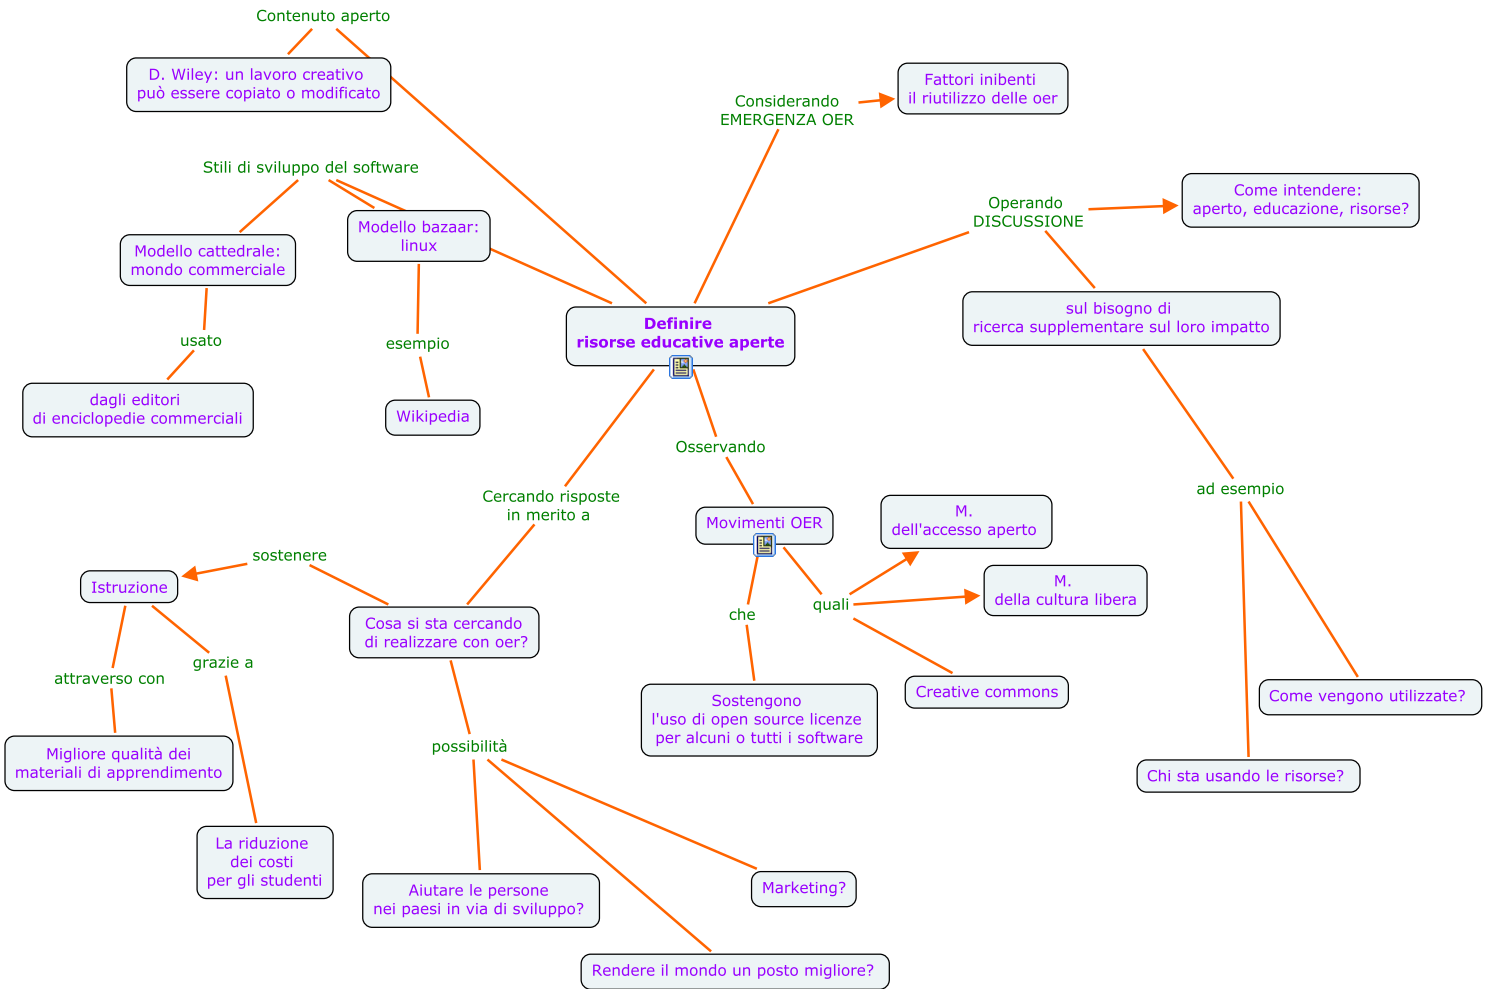 Contenuto aperto
D. Wiley: un lavoro creativo
può essere copiato o modificato
Considerando
EMERGENZA OER
Fattori inibenti
il riutilizzo delle oer
Stili di sviluppo del software
Modello cattedrale:
mondo commerciale
Modello bazaar:
linux
Operando
DISCUSSIONE
Come intendere:
aperto, educazione, risorse?
usato
esempio
Definire
risorse educative aperte
sul bisogno di
ricerca supplementare sul loro impatto
dagli editori
di enciclopedie commerciali
Wikipedia
Osservando
Cercando risposte
in merito a
ad esempio
Movimenti OER
M.
dell'accesso aperto
sostenere
Istruzione
M.
della cultura libera
Cosa si sta cercando
di realizzare con oer?
che
quali
attraverso con
grazie a
Sostengono
l'uso di open source licenze
per alcuni o tutti i software
Creative commons
Come vengono utilizzate?
Migliore qualità dei
materiali di apprendimento
possibilità
Chi sta usando le risorse?
La riduzione
dei costi
per gli studenti
Aiutare le persone
nei paesi in via di sviluppo?
Marketing?
Rendere il mondo un posto migliore?